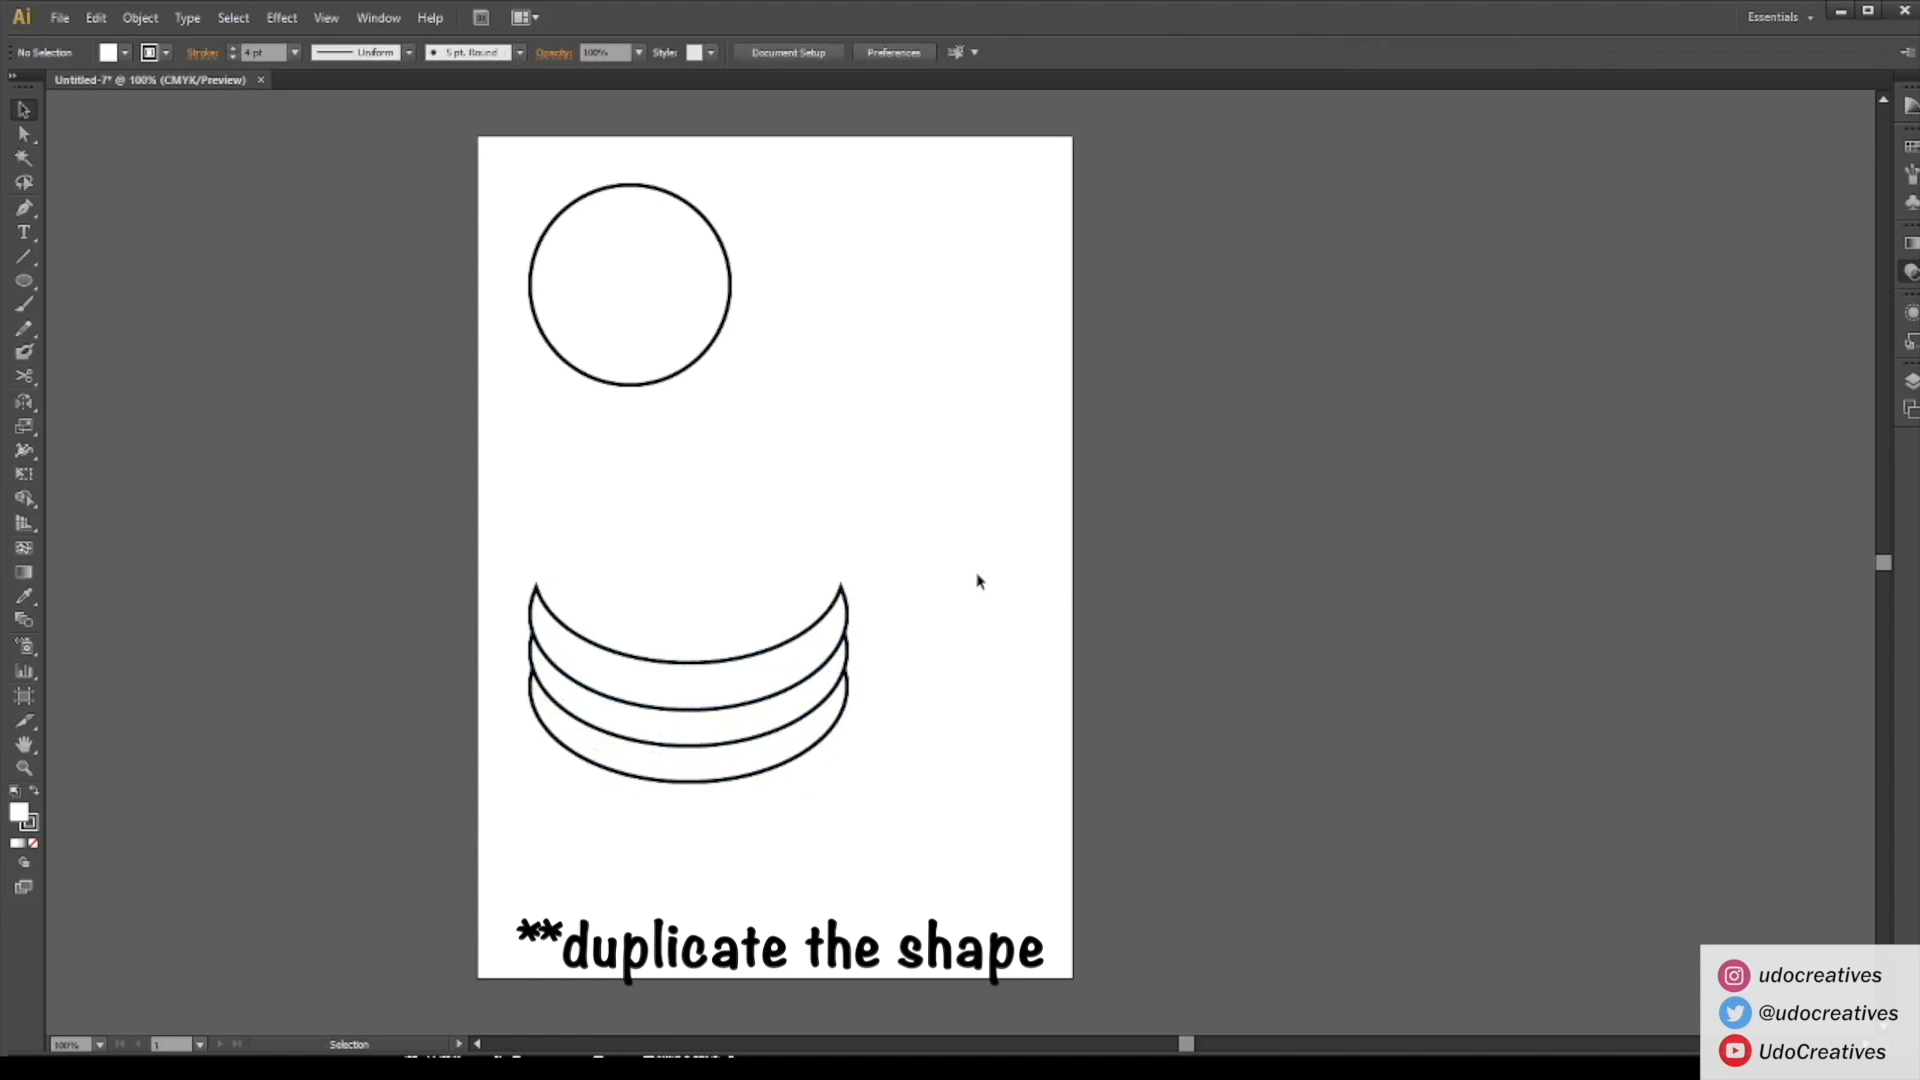 Ai File Edit Object Type Select Effect View Window Help Essentials
No Selection Stroke: 4 pt Uniform 5 pt. Round Opacity: 100% Style: Document Setup Preferences
Untitled-7* @ 100% (CMYK/Preview) ×
**duplicate the shape
udocreatives
@udocreatives
UdoCreatives
100% 1 Selection